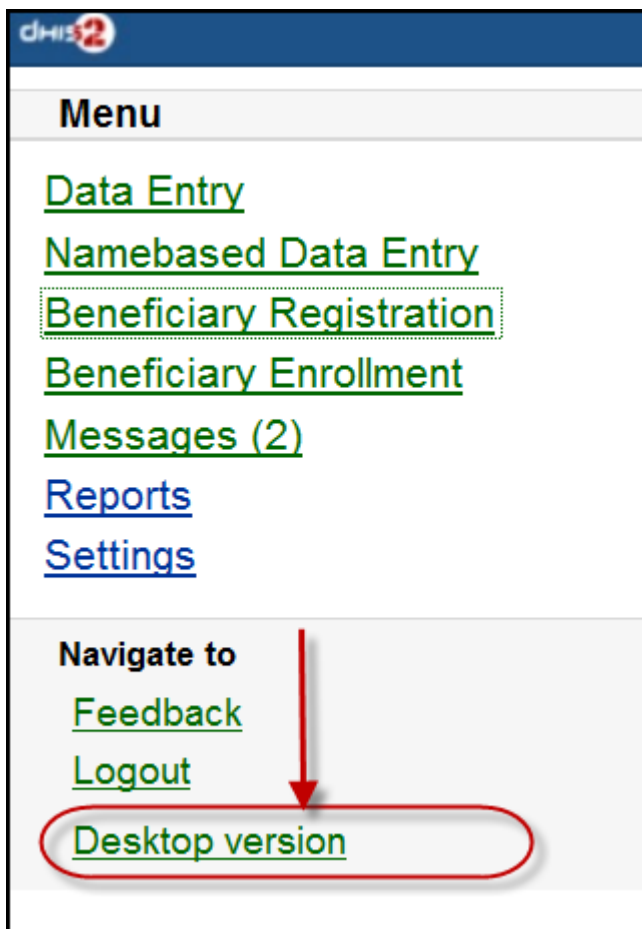 dHIS2
Menu
Data Entry
Namebased Data Entry
Beneficiary Registration
Beneficiary Enrollment
Messages (2)
Reports
Settings
Navigate to
Feedback
Logout
Desktop version